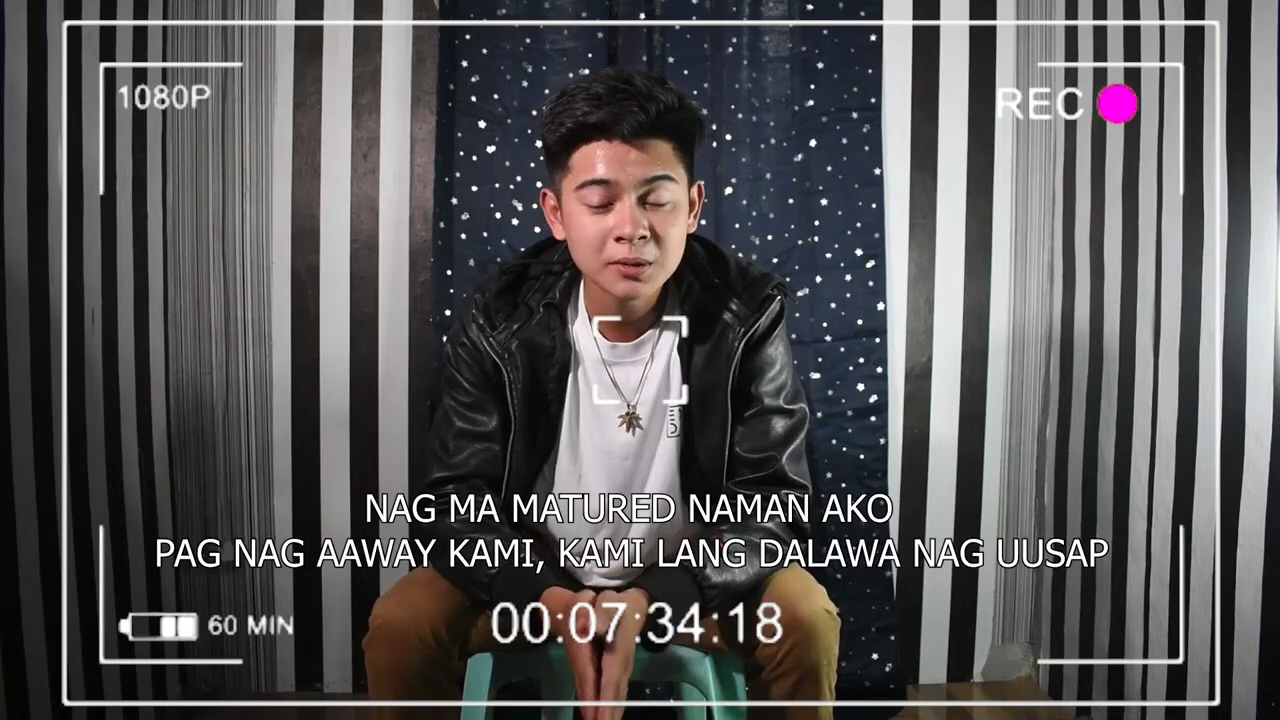 1080P
REC
NAG MA MATURED NAMAN AKO
PAG NAG AAWAY KAMI, KAMI LANG DALAWA NAG UUSAP
60 MIN
00:07:34:18